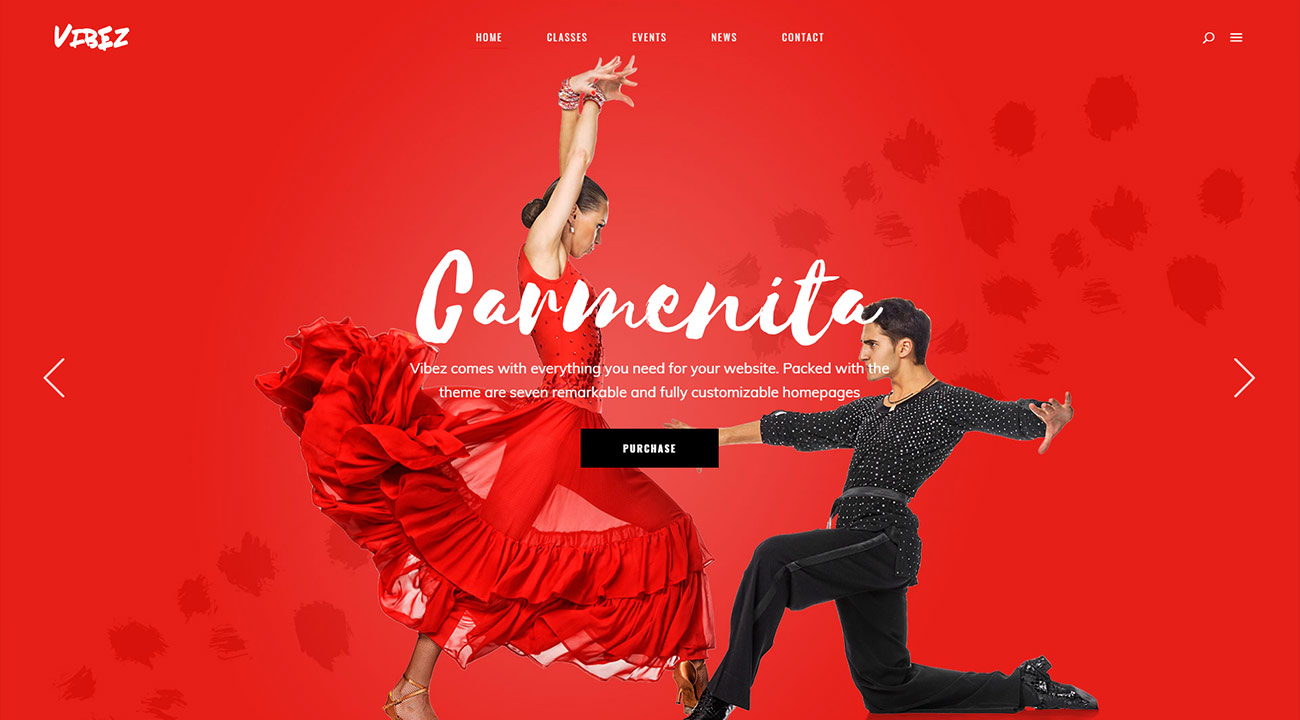 VIBEZ
HOME CLASSES EVENTS NEWS CONTACT
Carmenita
Vibez comes with everything you need for your website. Packed with the
theme are seven remarkable and fully customizable homepages
PURCHASE